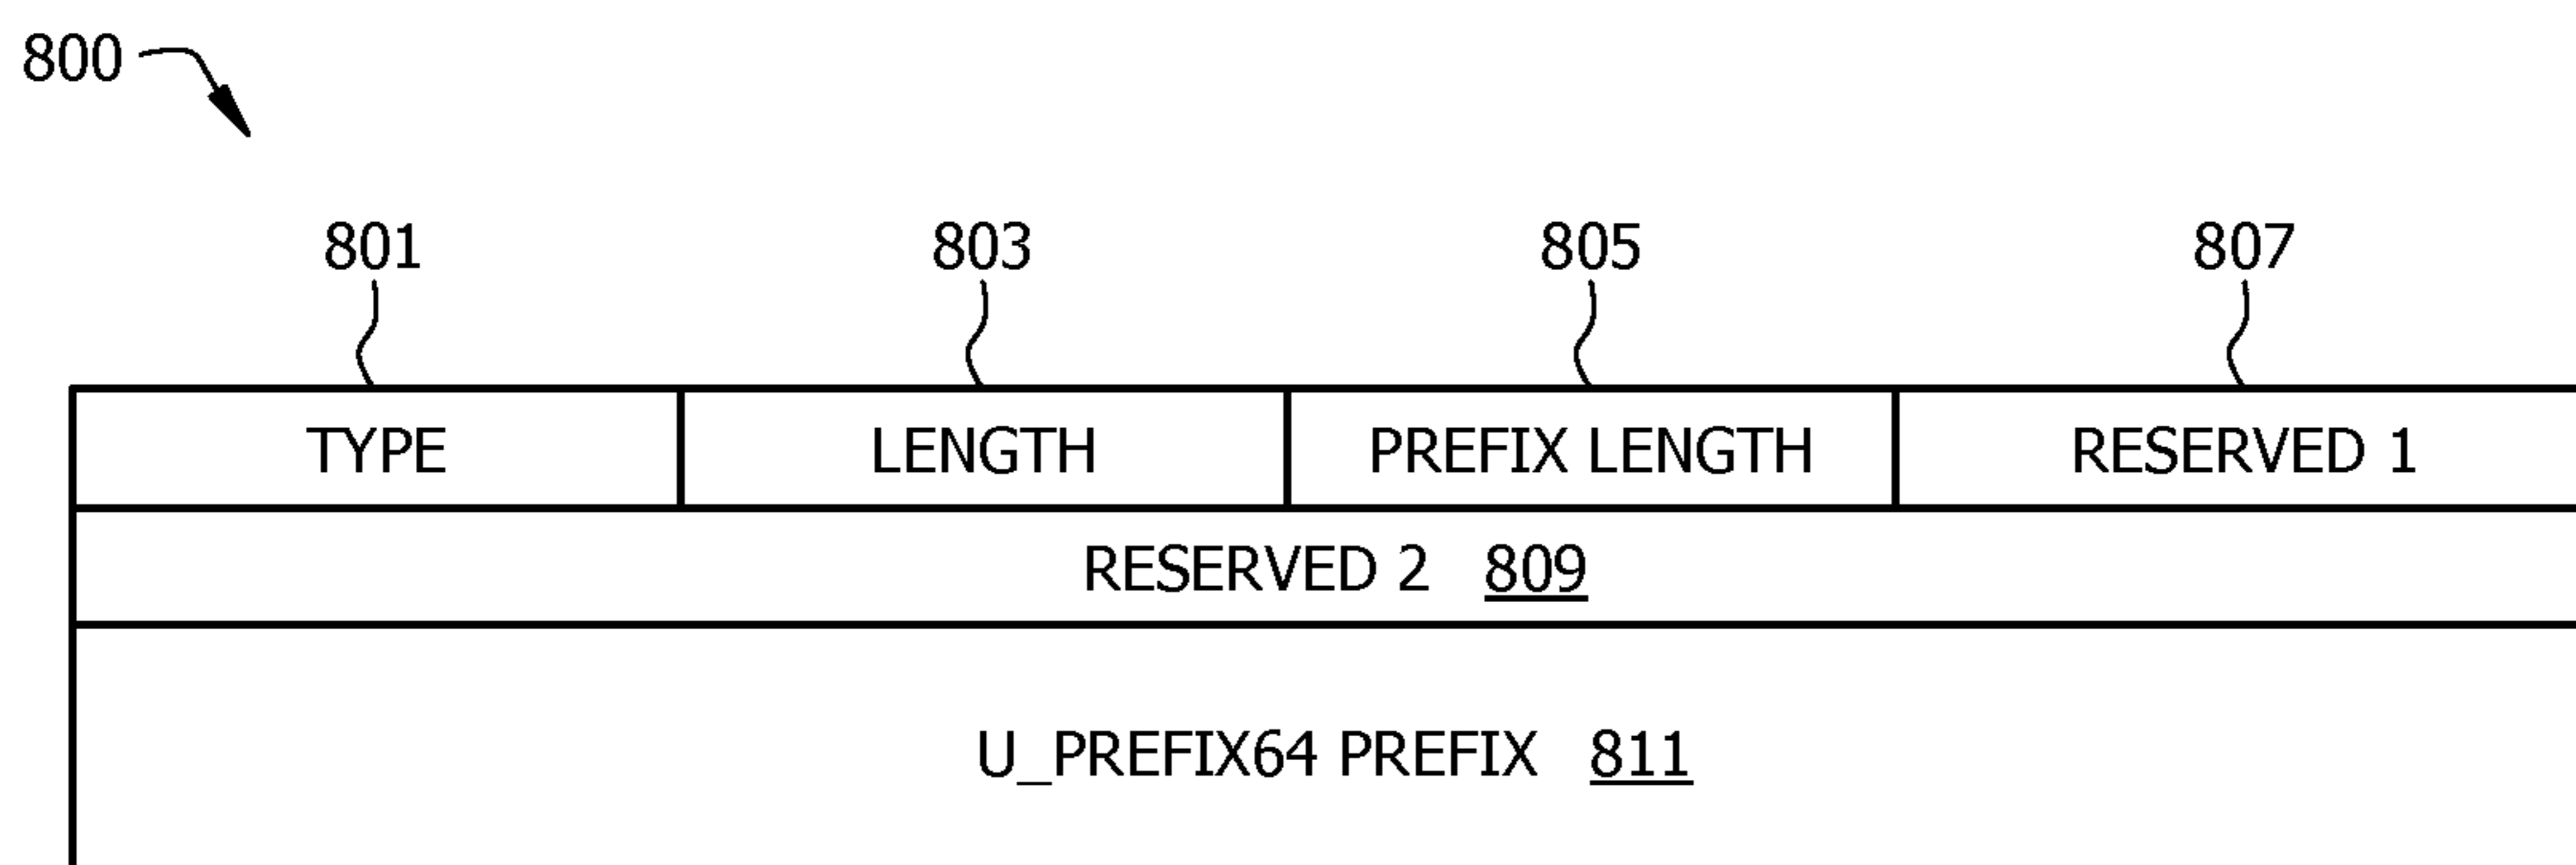 800
801 803 805 807
TYPE LENGTH PREFIX LENGTH RESERVED 1
RESERVED 2 809
U_PREFIX64 PREFIX 811